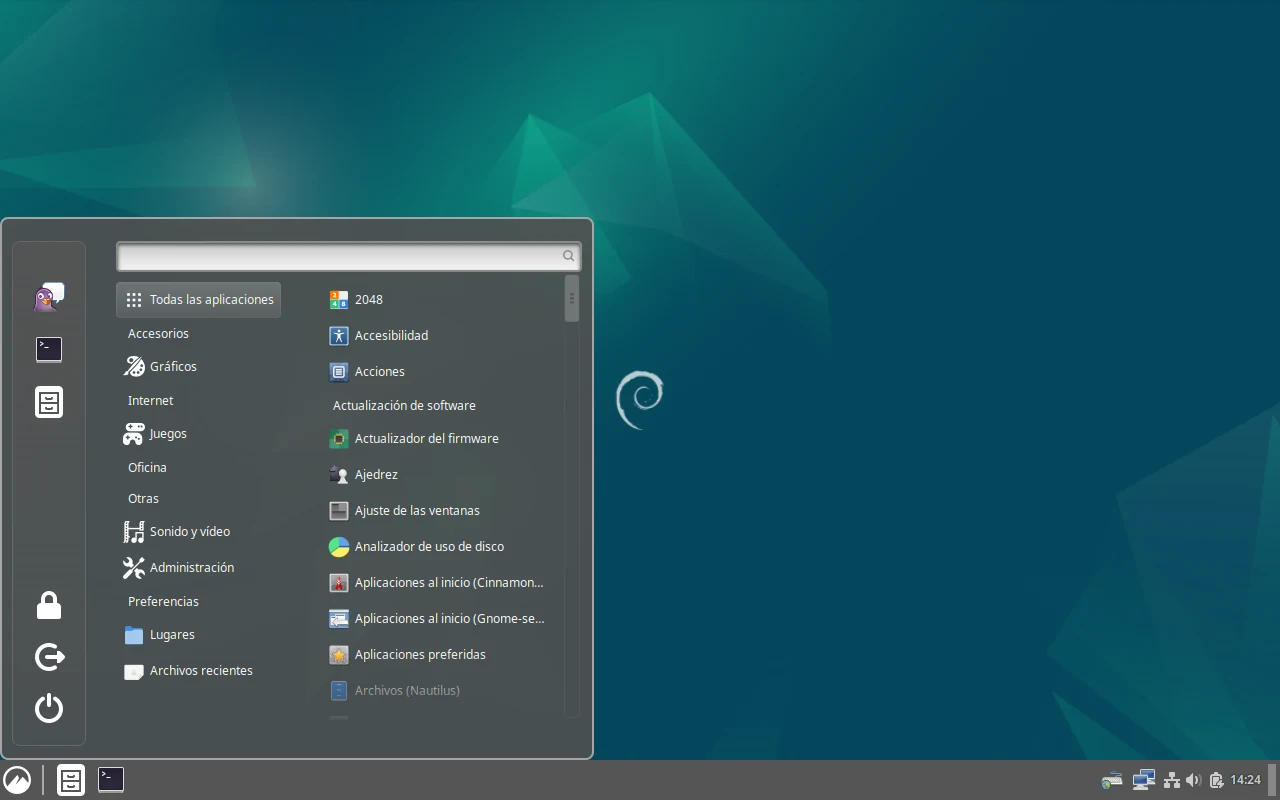 Todas las aplicaciones
Accesorios
Gráficos
Internet
Juegos
Oficina
Otras
Sonido y vídeo
Administración
Preferencias
Lugares
Archivos recientes
2048
Accesibilidad
Acciones
Actualización de software
Actualizador del firmware
Ajedrez
Ajuste de las ventanas
Analizador de uso de disco
Aplicaciones al inicio (Cinnamon...
Aplicaciones al inicio (Gnome-se...
Aplicaciones preferidas
Archivos (Nautilus)
14:24